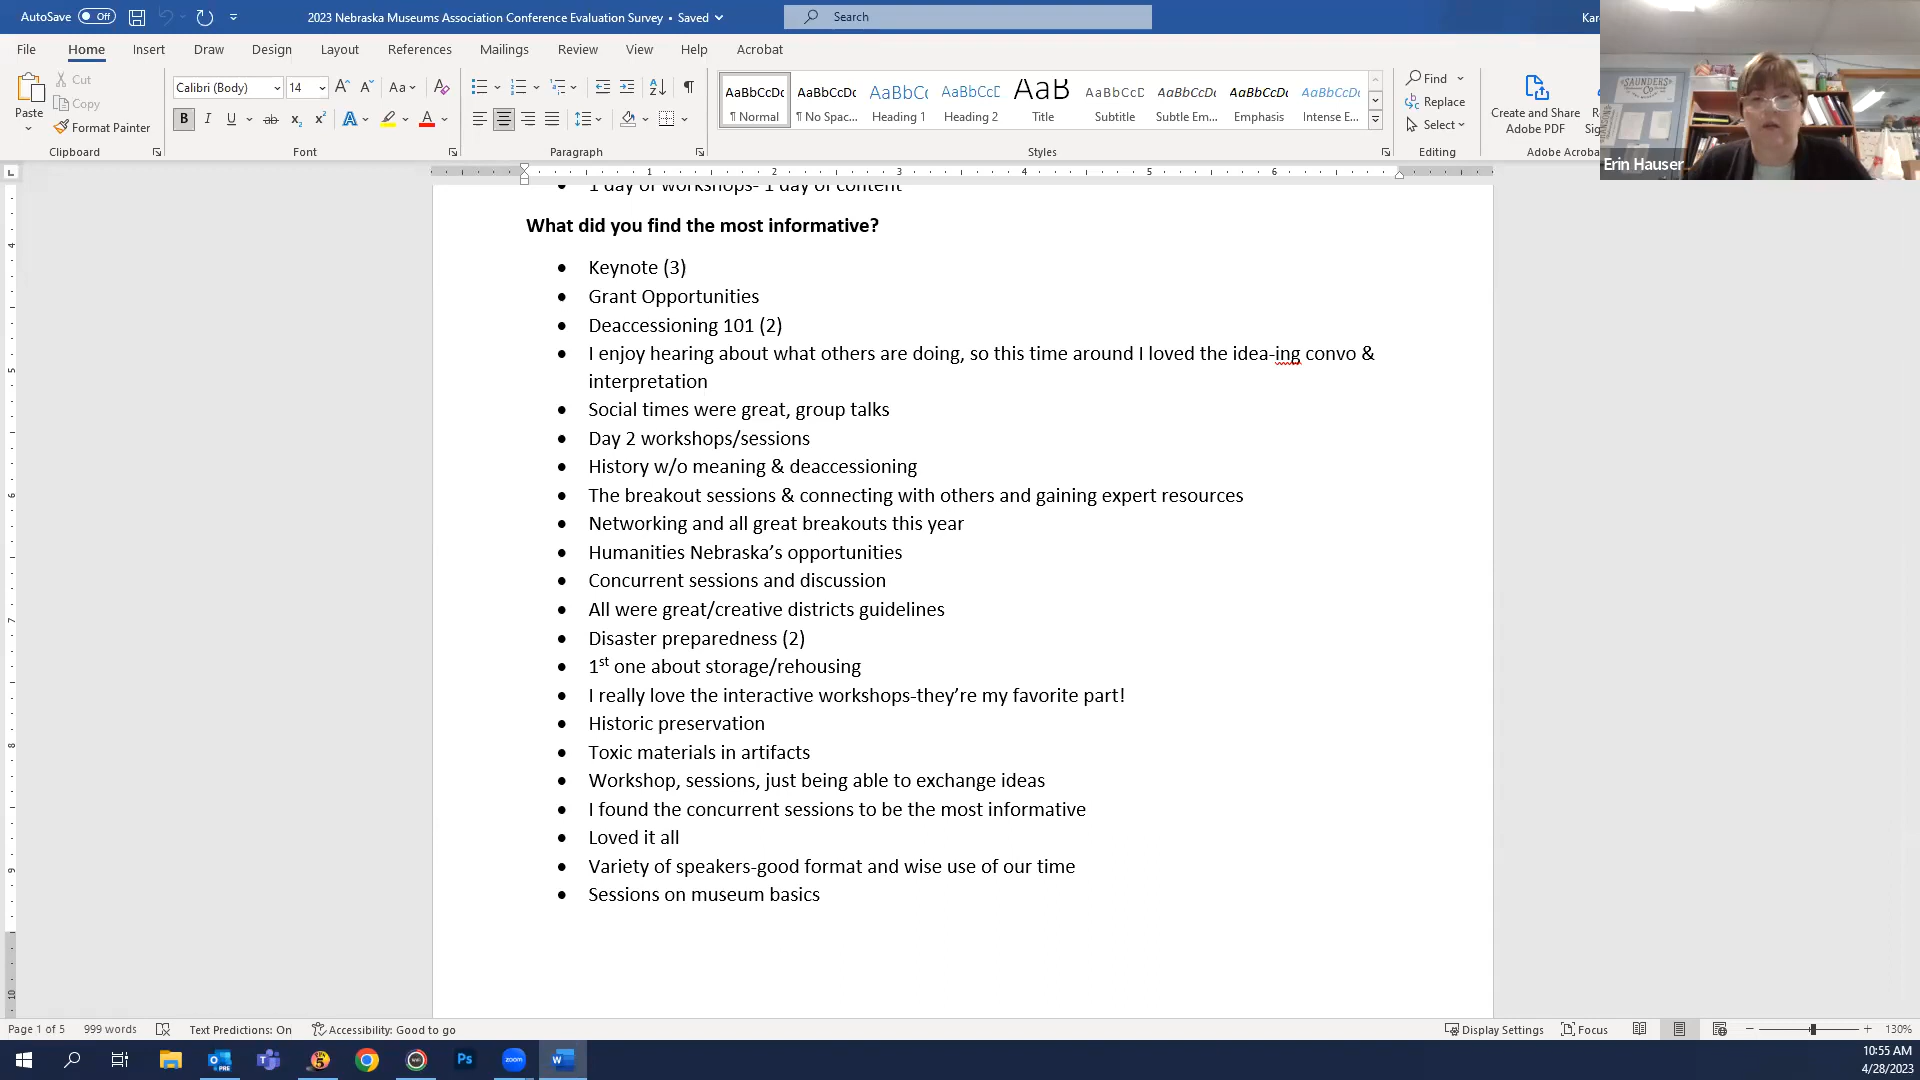 AutoSave Off 2023 Nebraska Museums Association Conference Evaluation Survey • Saved Search
File Home Insert Draw Design Layout References Mailings Review View Help Acrobat
Cut
Copy
Paste
Format Painter
Clipboard
Calibri (Body) 14
Font
Paragraph
AaBbCcDc AaBbCcDc AaBbCc AaBbCcD AaB AaBbCcD AaBbCcDc AaBbCcDc AaBbCcDc
¶ Normal ¶ No Spac... Heading 1 Heading 2 Title Subtitle Subtle Em... Emphasis Intense E...
Styles
Find
Replace
Select
Editing
Create and Share
Adobe PDF
SAUNDERS
Co
Erin Hauser
• 1 day of workshops- 1 day of content
What did you find the most informative?
• Keynote (3)
• Grant Opportunities
• Deaccessioning 101 (2)
• I enjoy hearing about what others are doing, so this time around I loved the idea-ing convo &
interpretation
• Social times were great, group talks
• Day 2 workshops/sessions
• History w/o meaning & deaccessioning
• The breakout sessions & connecting with others and gaining expert resources
• Networking and all great breakouts this year
• Humanities Nebraska’s opportunities
• Concurrent sessions and discussion
• All were great/creative districts guidelines
• Disaster preparedness (2)
• 1st one about storage/rehousing
• I really love the interactive workshops-they’re my favorite part!
• Historic preservation
• Toxic materials in artifacts
• Workshop, sessions, just being able to exchange ideas
• I found the concurrent sessions to be the most informative
• Loved it all
• Variety of speakers-good format and wise use of our time
• Sessions on museum basics
Page 1 of 5 999 words Text Predictions: On Accessibility: Good to go Display Settings Focus 130%
10:55 AM
4/28/2023